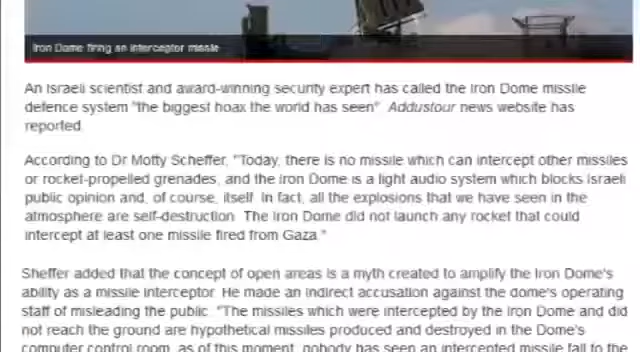 Iron Dome firing an interceptor missile
An Israeli scientist and award-winning security expert has called the Iron Dome missile
defence system "the biggest hoax the world has seen" Addustour news website has
reported.
According to Dr Motty Scheffer, "Today, there is no missile which can intercept other missiles
or rocket-propelled grenades, and the Iron Dome is a light audio system which blocks Israeli
public opinion and, of course, itself. In fact, all the explosions that we have seen in the
atmosphere are self-destruction. The Iron Dome did not launch any rocket that could
intercept at least one missile fired from Gaza."
Sheffer added that the concept of open areas is a myth created to amplify the Iron Dome's
ability as a missile interceptor. He made an indirect accusation against the dome's operating
staff of misleading the public. "The missiles which were intercepted by the Iron Dome and did
not reach the ground are hypothetical missiles produced and destroyed in the Dome's
computer control room, as of this moment, nobody has seen an intercepted missile fall to the